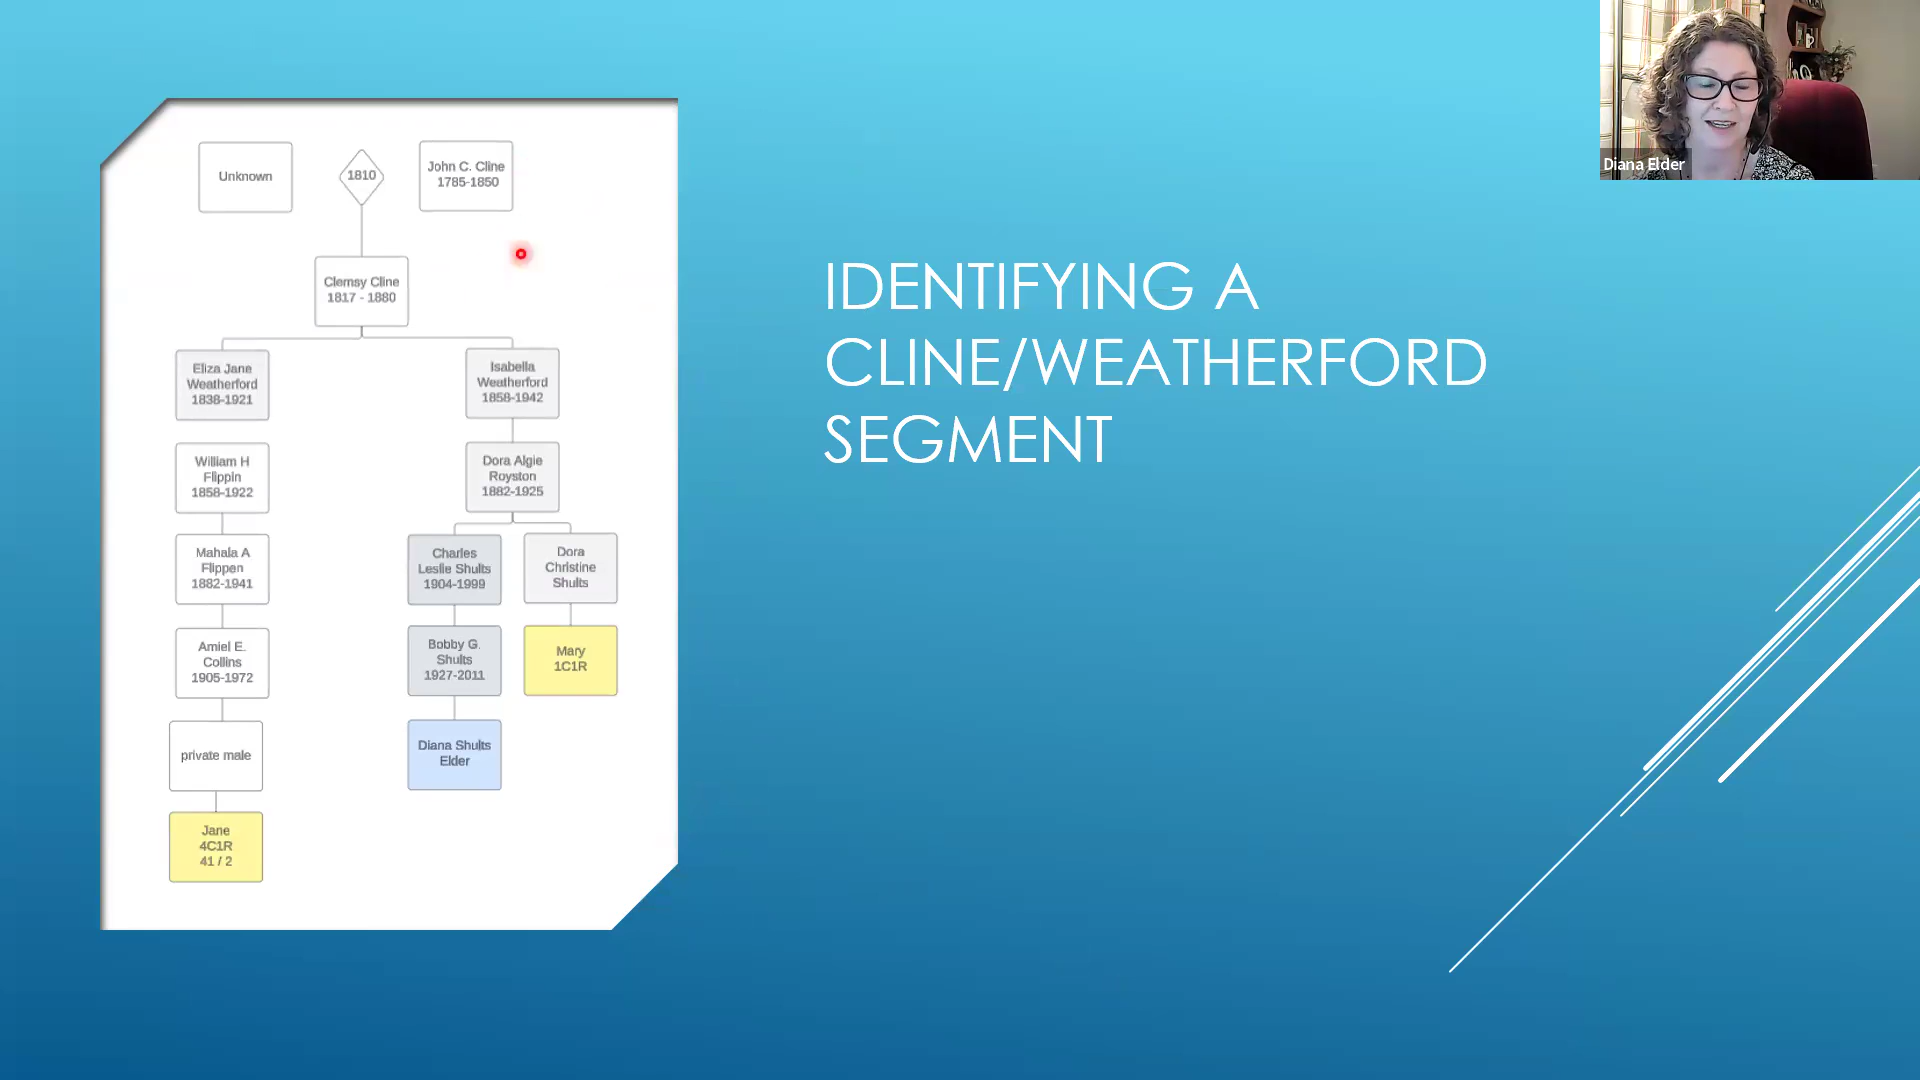 Unknown
1810
John C. Cline
1785-1850
Clemsy Cline
1817 - 1880
Eliza Jane
Weatherford
1838-1921
Isabella
Weatherford
1858-1942
William H
Flippin
1858-1922
Dora Algie
Royston
1882-1925
Mahala A
Flippen
1882-1941
Charles
Leslie Shults
1904-1999
Dora
Christine
Shults
Amiel E.
Collins
1905-1972
Bobby G.
Shults
1927-2011
Mary
1C1R
private male
Diana Shults
Elder
Jane
4C1R
41 / 2
IDENTIFYING A
CLINE/WEATHERFORD
SEGMENT
Diana Elder